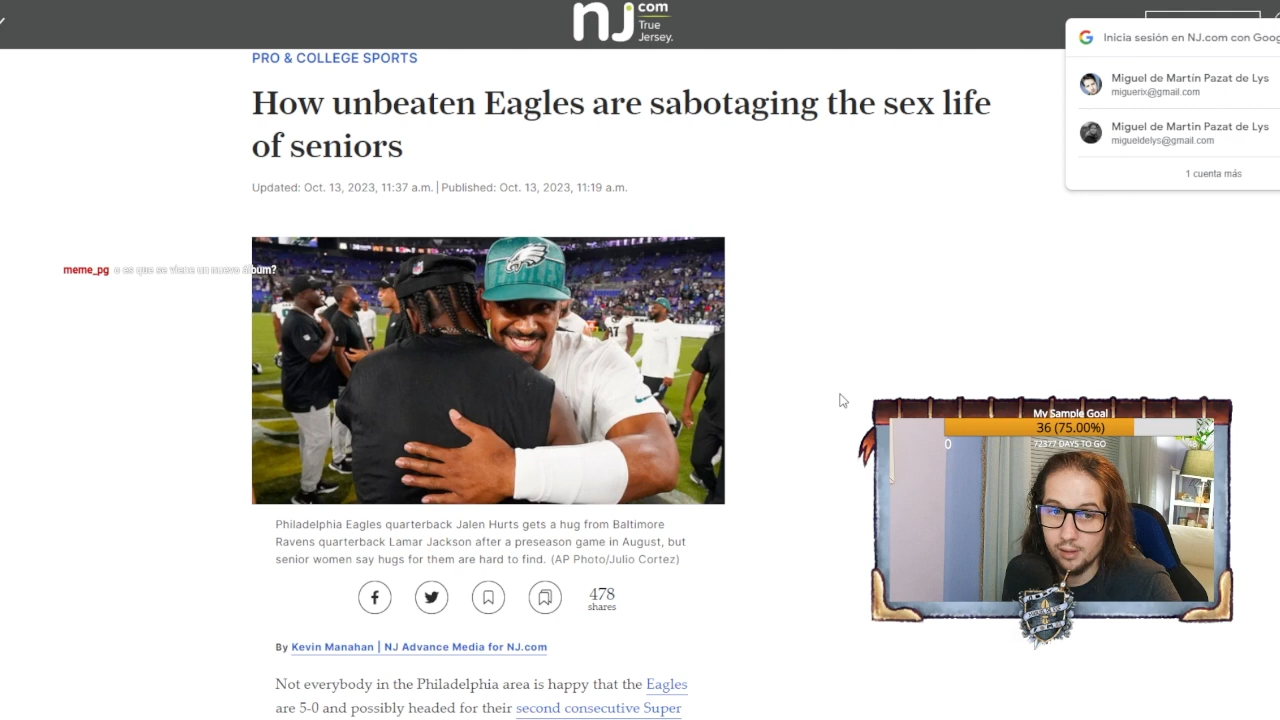 nj
.com
True
Jersey.
PRO & COLLEGE SPORTS
How unbeaten Eagles are sabotaging the sex life
of seniors
Updated: Oct. 13, 2023, 11:37 a.m. | Published: Oct. 13, 2023, 11:19 a.m.
Inicia sesión en NJ.com con Goog
Miguel de Martín Pazat de Lys
miguerix@gmail.com
Miguel de Martin Pazat de Lys
migueldelys@gmail.com
1 cuenta más
meme_pg o es que se viene un nuevo álbum?
Philadelphia Eagles quarterback Jalen Hurts gets a hug from Baltimore
Ravens quarterback Lamar Jackson after a preseason game in August, but
senior women say hugs for them are hard to find. (AP Photo/Julio Cortez)
478
shares
By Kevin Manahan | NJ Advance Media for NJ.com
Not everybody in the Philadelphia area is happy that the Eagles
are 5-0 and possibly headed for their second consecutive Super
My Sample Goal
36 (75.00%)
0
72377 DAYS TO GO